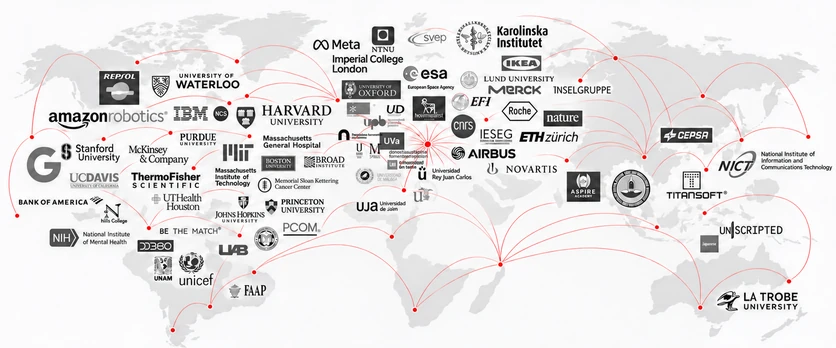 Meta
NTNU
svep
Karolinska
Institutet
Imperial College
London
IKEA
REPSOL
UNIVERSITY OF
WATERLOO
esa
European Space Agency
LUND UNIVERSITY
UNIVERSITY OF
OXFORD
MERCK
INSELGRUPPE
amazonrobotics
IBM
NCS
HARVARD
UNIVERSITY
UD
EFI
Roche
nature
upb
cnrs
IESEG
ETHzürich
CEPSA
G
Stanford
University
McKinsey
& Company
PURDUE
UNIVERSITY
MIT
Massachusetts
General Hospital
UVa
AIRBUS
NICT
National Institute of
Information and
Communications Technology
UCDAVIS
UNIVERSITY OF CALIFORNIA
ThermoFisher
SCIENTIFIC
Massachusetts
Institute of
Technology
BOSTON
UNIVERSITY
BROAD
INSTITUTE
Universidad
Rey Juan Carlos
NOVARTIS
Memorial Sloan Kettering
Cancer Center
ASPIRE
ACADEMY
TITANSOFT
BANK OF AMERICA
N
Hills College
UTHealth
Houston
JOHNS HOPKINS
UNIVERSITY
PRINCETON
UNIVERSITY
UJa
Universidad
de Jaén
NIH
National Institute
of Mental Health
BE THE MATCH
PCOM
UNSCRIPTED
UAB
UNAM
unicef
FAAP
LA TROBE
UNIVERSITY